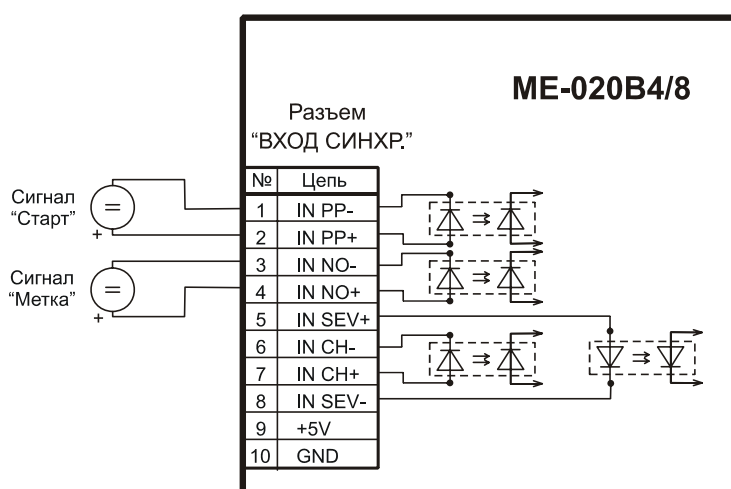 МЕ-020В4/8
Разъем
“ВХОД СИНХР.”
№ Цепь
1 IN PP-
2 IN PP+
3 IN NO-
4 IN NO+
5 IN SEV+
6 IN CH-
7 IN CH+
8 IN SEV-
9 +5V
10 GND
Сигнал
“Старт”
=
+
Сигнал
“Метка”
=
+